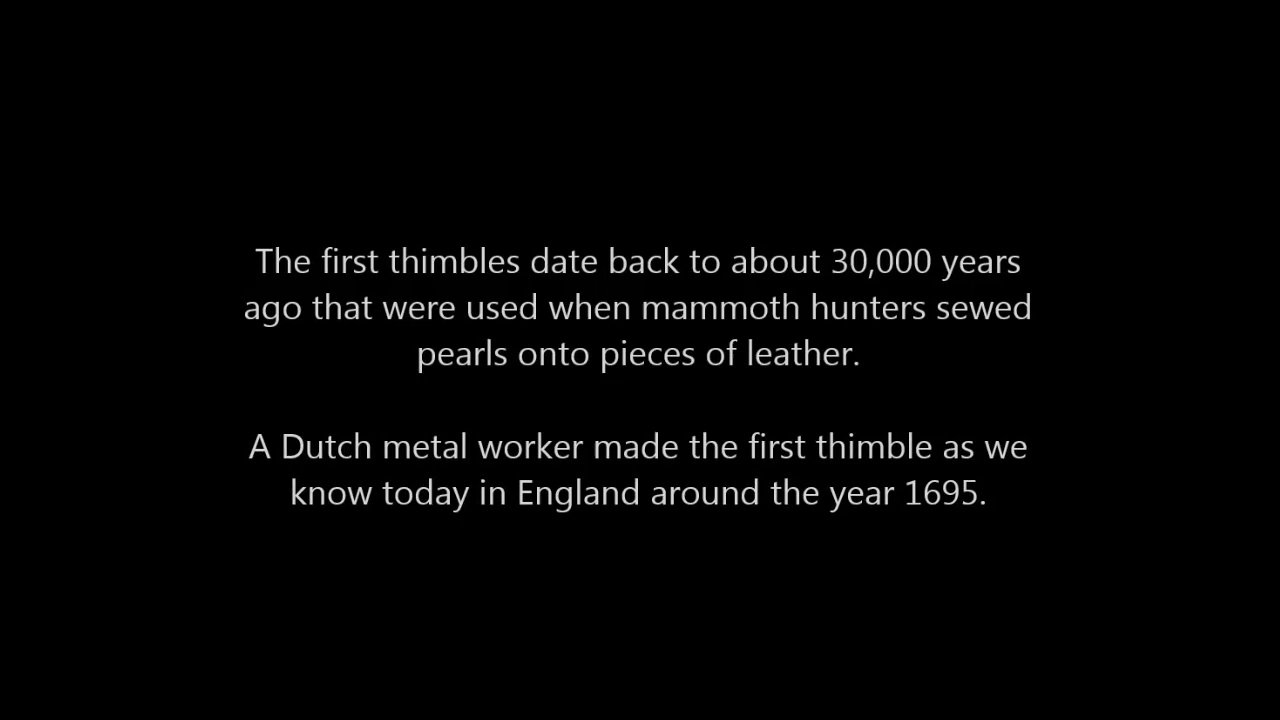 The first thimbles date back to about 30,000 years
ago that were used when mammoth hunters sewed
pearls onto pieces of leather.
A Dutch metal worker made the first thimble as we
know today in England around the year 1695.